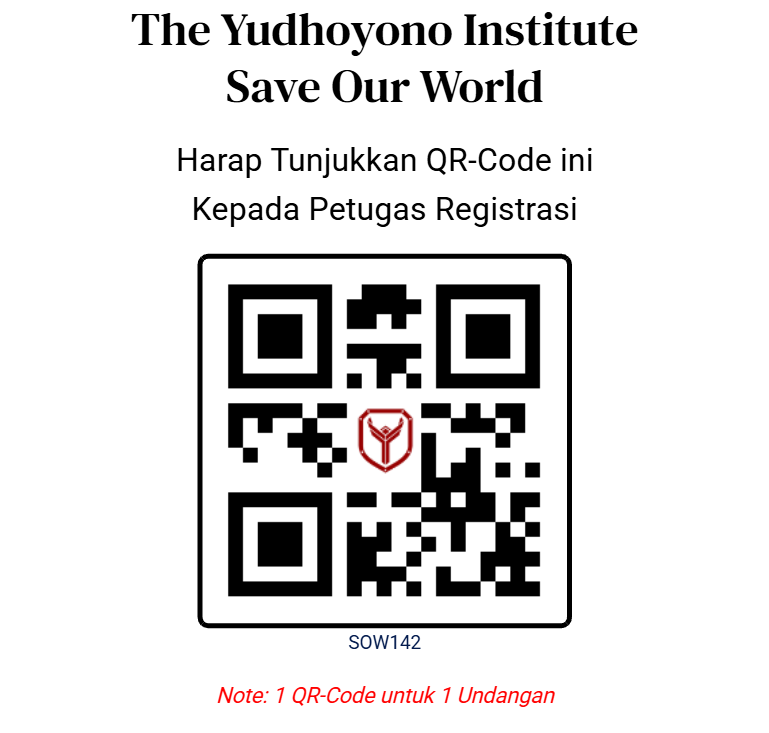 The Yudhoyono Institute
Save Our World
Harap Tunjukkan QR-Code ini
Kepada Petugas Registrasi
SOW142
Note: 1 QR-Code untuk 1 Undangan